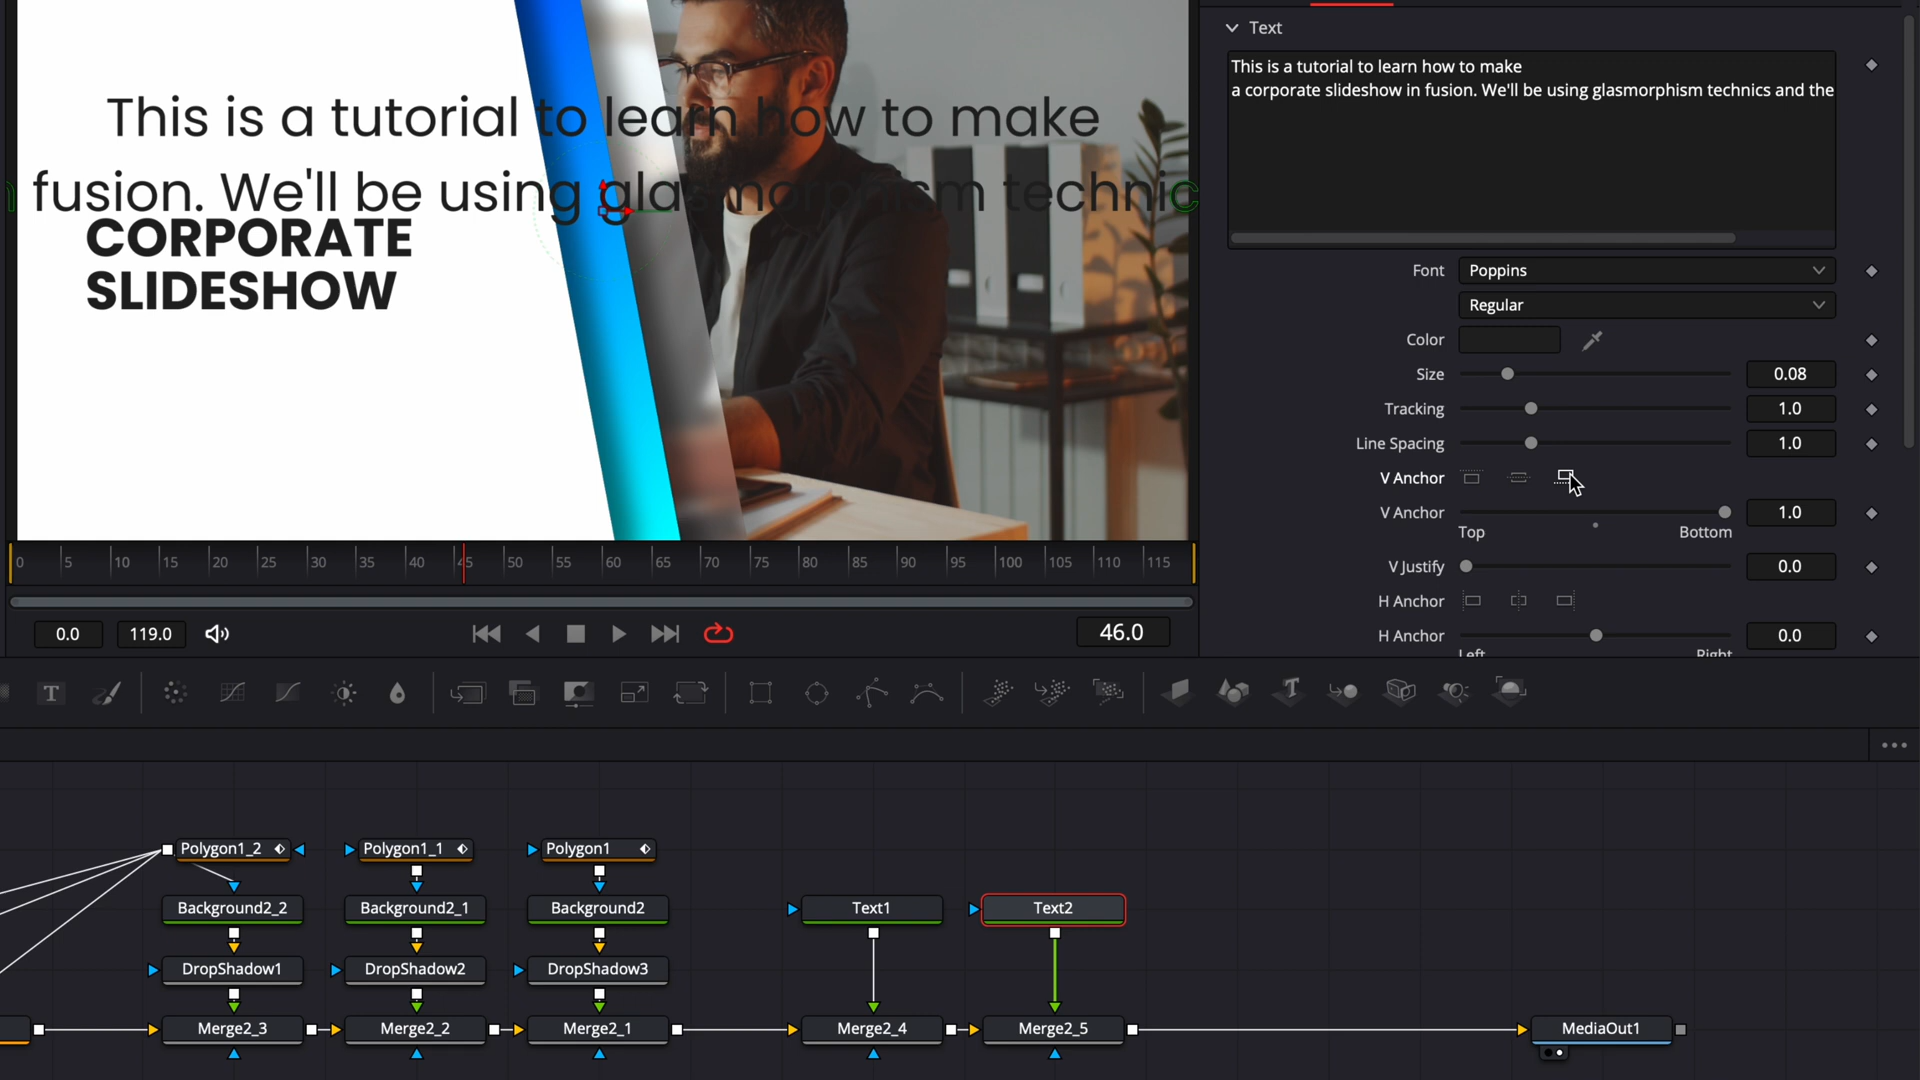 Text
This is a tutorial to learn how to make
a corporate slideshow in fusion. We'll be using glasmorphism technics and the
This is a tutorial to learn how to make
n fusion. We'll be using glasmorphism technic
CORPORATE
SLIDESHOW
Font Poppins
Regular
Color
Size 0.08
Tracking 1.0
Line Spacing 1.0
V Anchor
V Anchor 1.0
Top Bottom
V Justify 0.0
H Anchor
H Anchor 0.0
Left Right
0 5 10 15 20 25 30 35 40 45 50 55 60 65 70 75 80 85 90 95 100 105 110 115
0.0 119.0 46.0
T T
Polygon1_2 Polygon1_1 Polygon1
Background2_2 Background2_1 Background2 Text1 Text2
DropShadow1 DropShadow2 DropShadow3
Merge2_3 Merge2_2 Merge2_1 Merge2_4 Merge2_5 MediaOut1